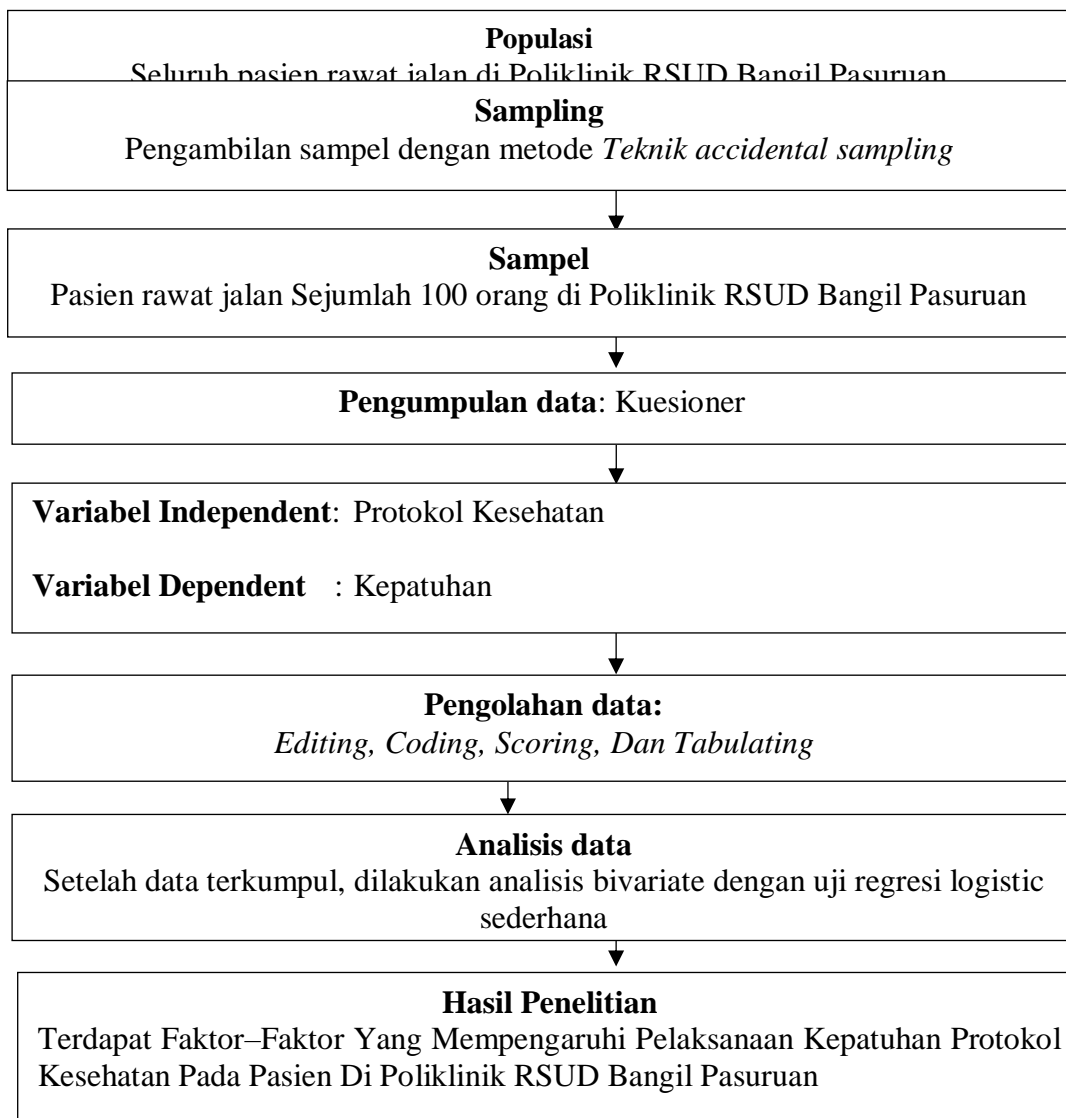 Populasi
Seluruh pasien rawat jalan di Poliklinik RSUD Bangil Pasuruan
Sampling
Pengambilan sampel dengan metode Teknik accidental sampling
Sampel
Pasien rawat jalan Sejumlah 100 orang di Poliklinik RSUD Bangil Pasuruan
Pengumpulan data: Kuesioner
Variabel Independent: Protokol Kesehatan
Variabel Dependent : Kepatuhan
Pengolahan data:
Editing, Coding, Scoring, Dan Tabulating
Analisis data
Setelah data terkumpul, dilakukan analisis bivariate dengan uji regresi logistic
sederhana
Hasil Penelitian
Terdapat Faktor–Faktor Yang Mempengaruhi Pelaksanaan Kepatuhan Protokol
Kesehatan Pada Pasien Di Poliklinik RSUD Bangil Pasuruan